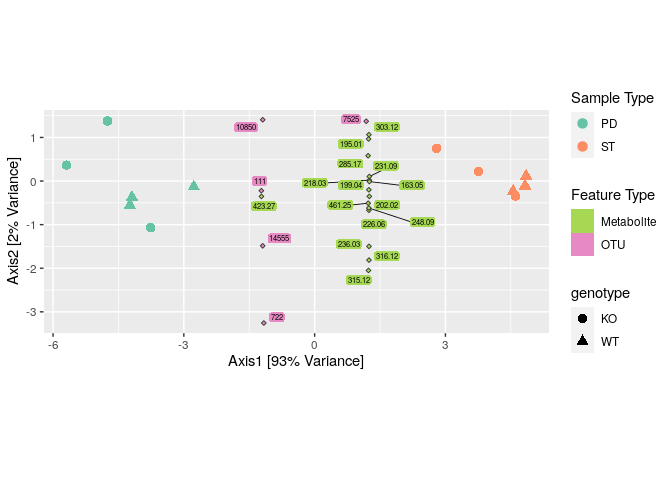 Sample Type
PD
ST
Feature Type
Metabolite
OTU
genotype
KO
WT
Axis2 [2% Variance]
1
0
-1
-2
-3
10850
7525
303.12
195.01
285.17
231.09
111
218.03
199.04
163.05
423.27
461.25
202.02
248.09
226.06
14555
236.03
316.12
315.12
722
-6
-3
0
3
Axis1 [93% Variance]